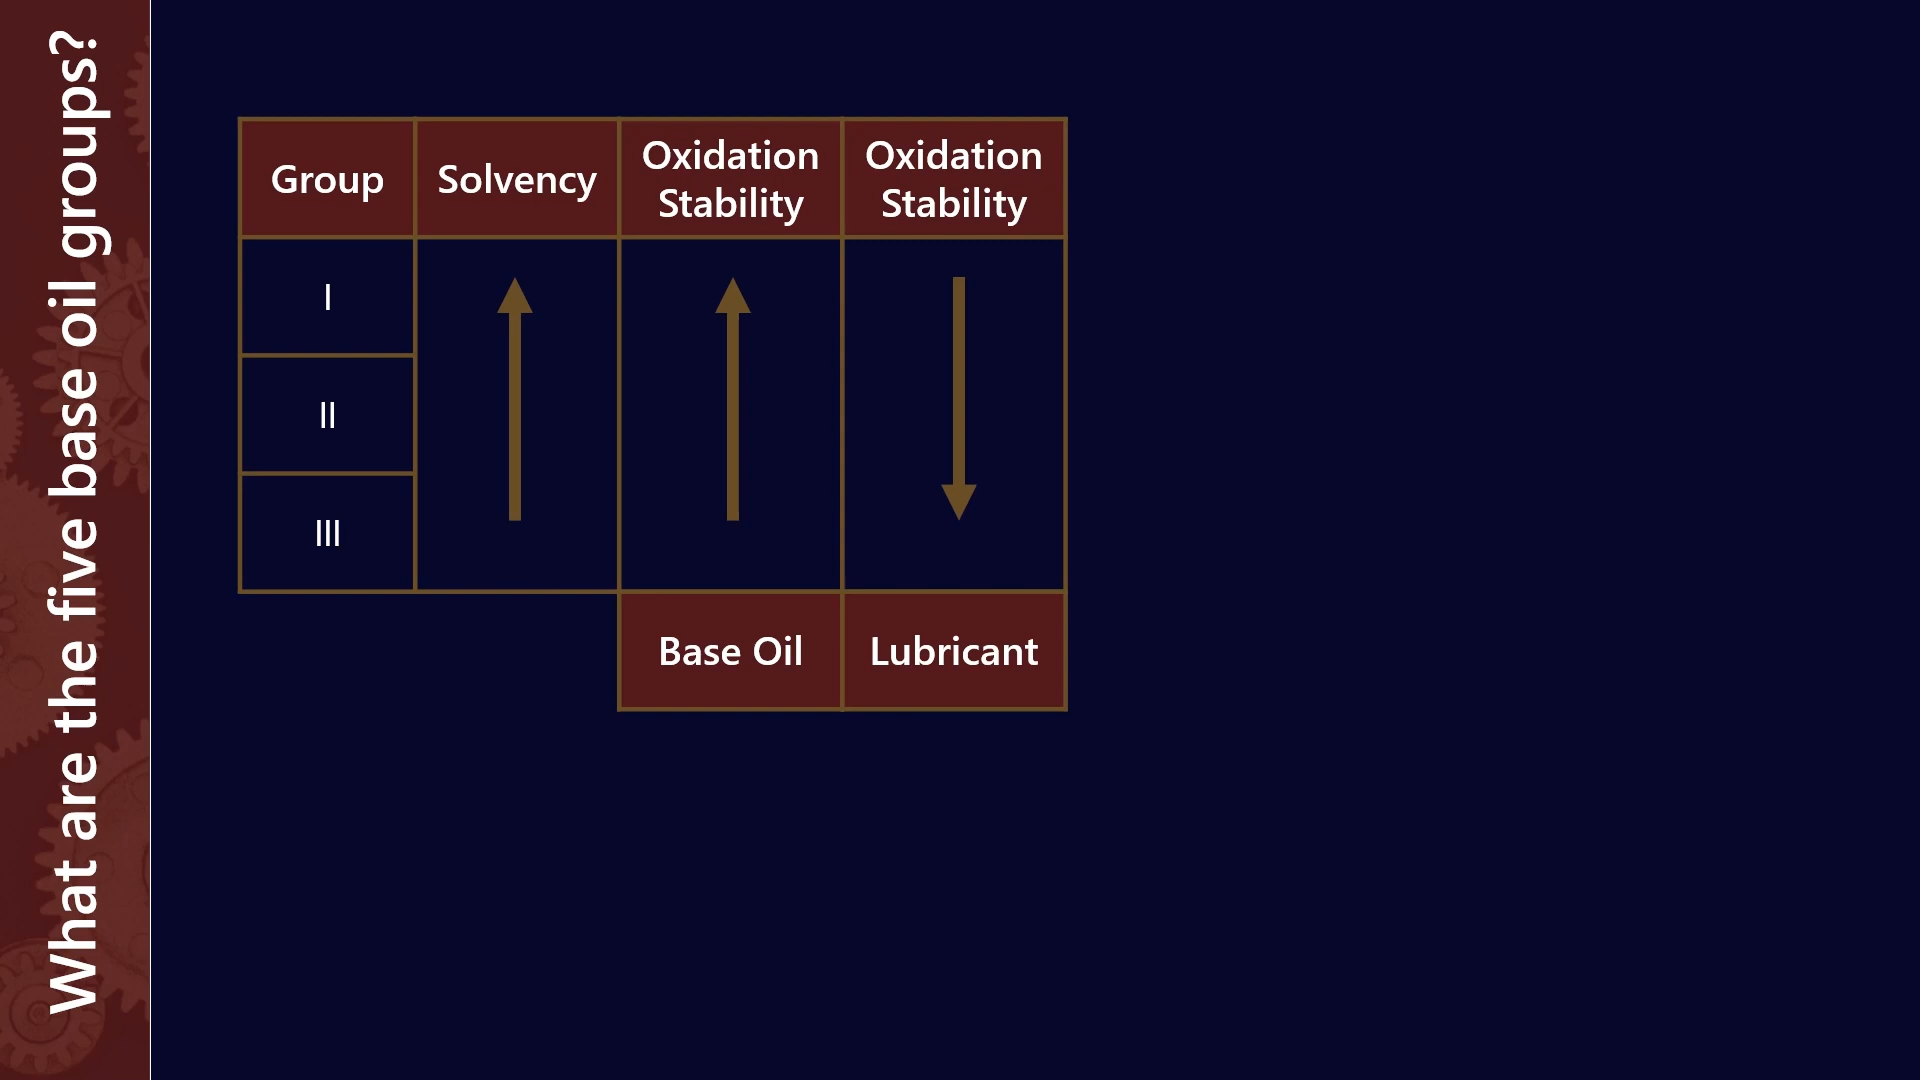 What are the five base oil groups?
Group
Solvency
Oxidation
Stability
Oxidation
Stability
I
II
III
Base Oil
Lubricant